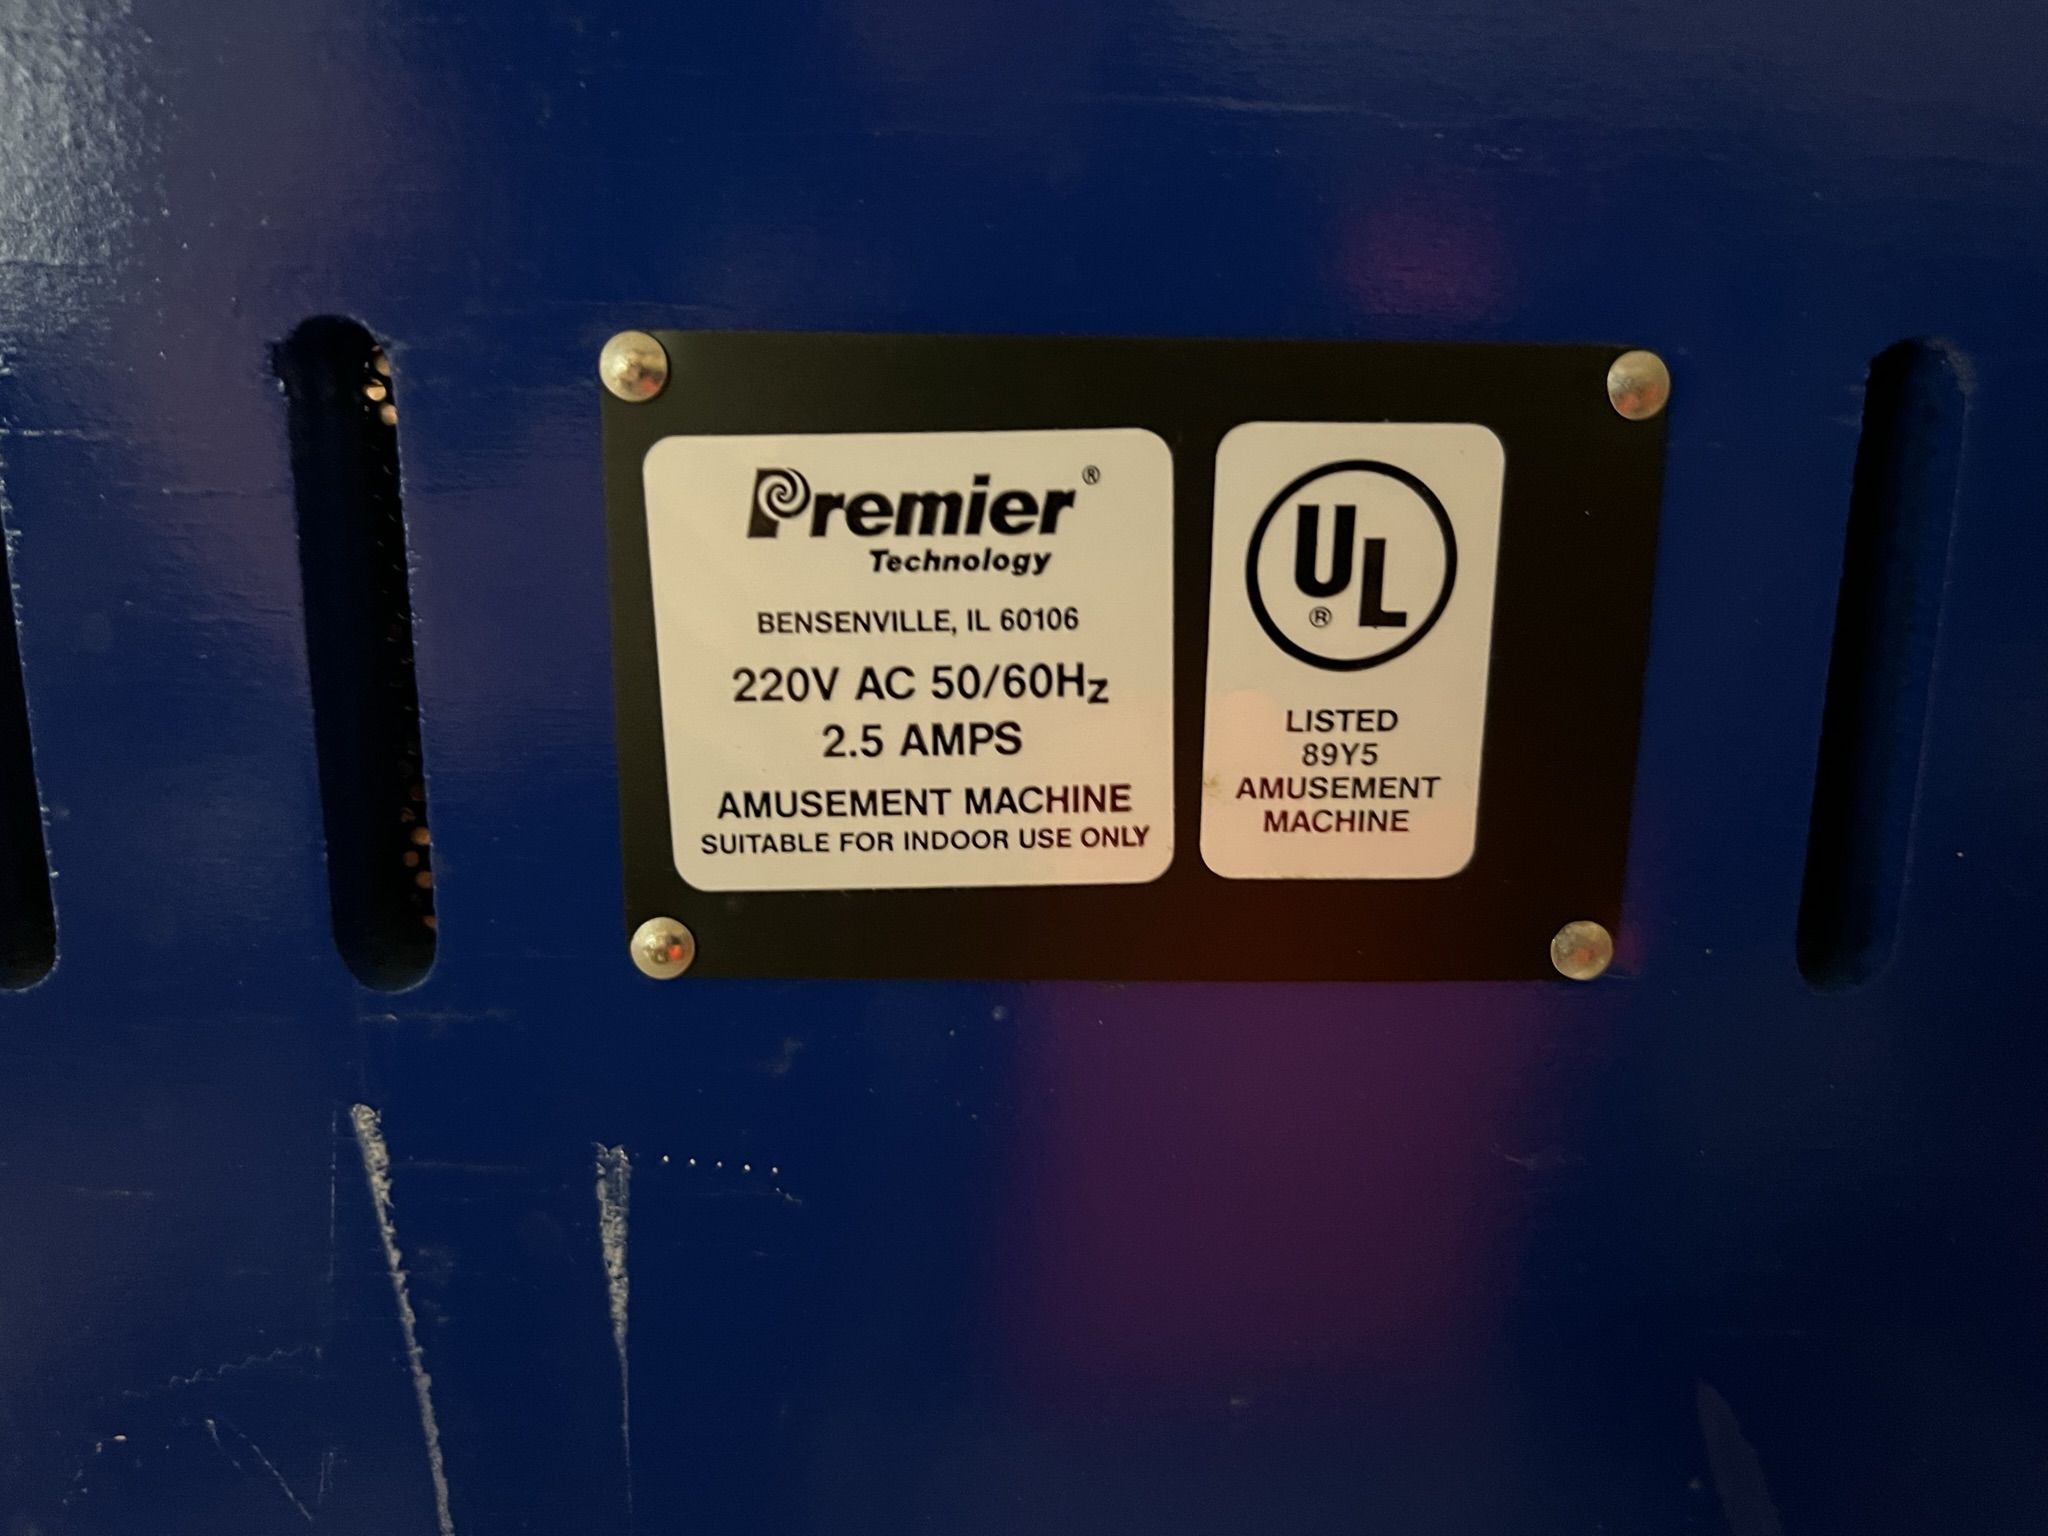 Premier®
Technology
BENSENVILLE, IL 60106
220V AC 50/60Hz
2.5 AMPS
AMUSEMENT MACHINE
SUITABLE FOR INDOOR USE ONLY
UL
®
LISTED
89Y5
AMUSEMENT
MACHINE